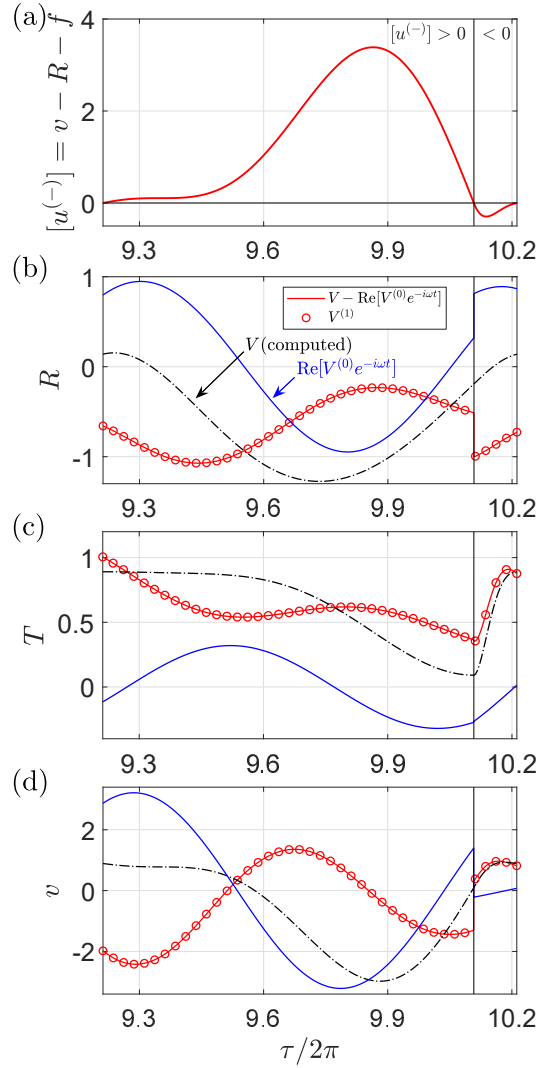 (a)
[u⁽⁻⁾] = v − R − f
[u⁽⁻⁾] > 0
< 0
4
2
0
9.3 9.6 9.9 10.2
(b)
R
1
0
-1
V − Re[V⁽⁰⁾e⁻ⁱωᵗ]
V⁽¹⁾
V (computed)
Re[V⁽⁰⁾e⁻ⁱωᵗ]
9.3 9.6 9.9 10.2
(c)
T
1
0.5
0
9.3 9.6 9.9 10.2
(d)
v
2
0
-2
9.3 9.6 9.9 10.2
τ/2π